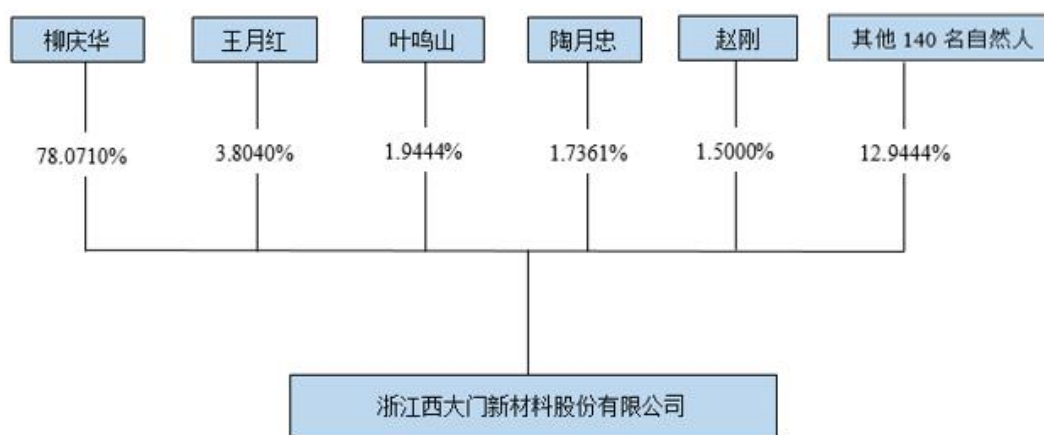 柳庆华
王月红
叶鸣山
陶月忠
赵刚
其他 140 名自然人
78.0710%
3.8040%
1.9444%
1.7361%
1.5000%
12.9444%
浙江西大门新材料股份有限公司